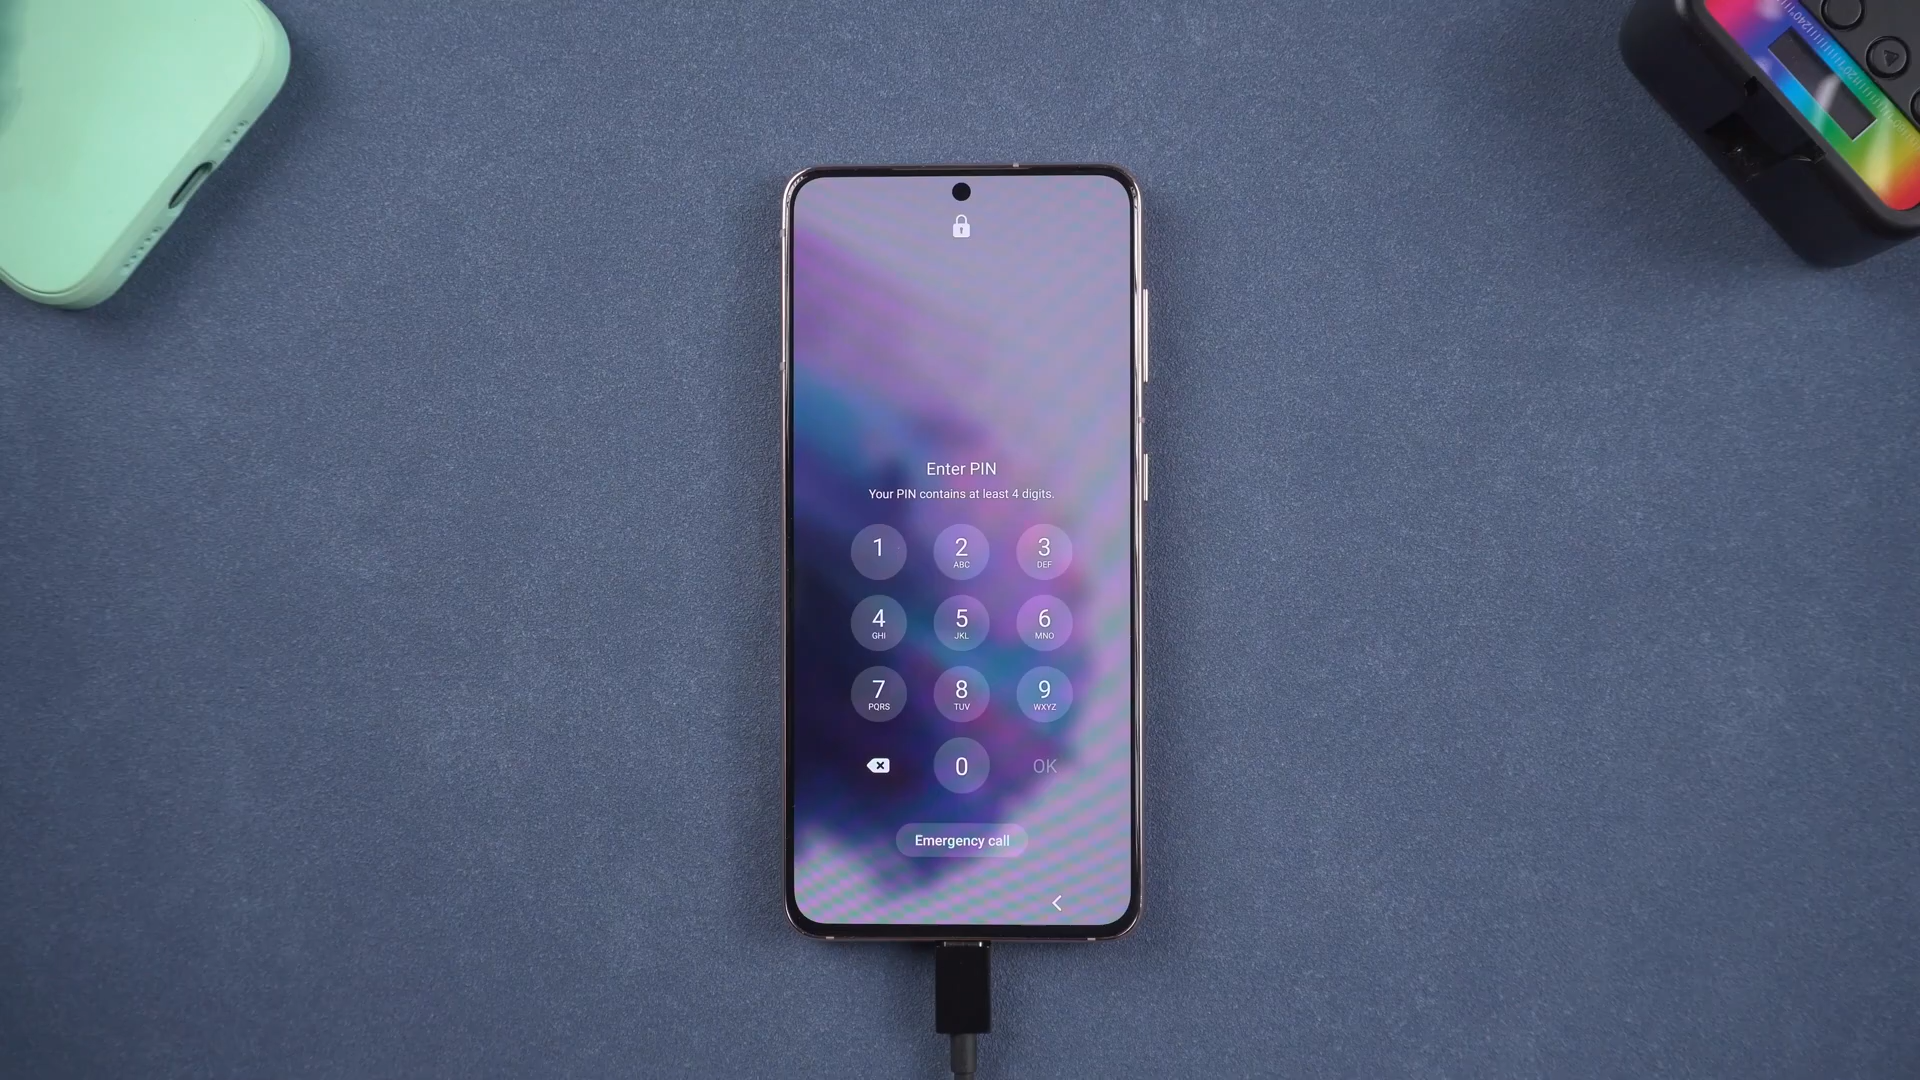 Enter PIN
Your PIN contains at least 4 digits.
1 2 3
ABC DEF
4 5 6
GHI JKL MNO
7 8 9
PQRS TUV WXYZ
0 OK
Emergency call